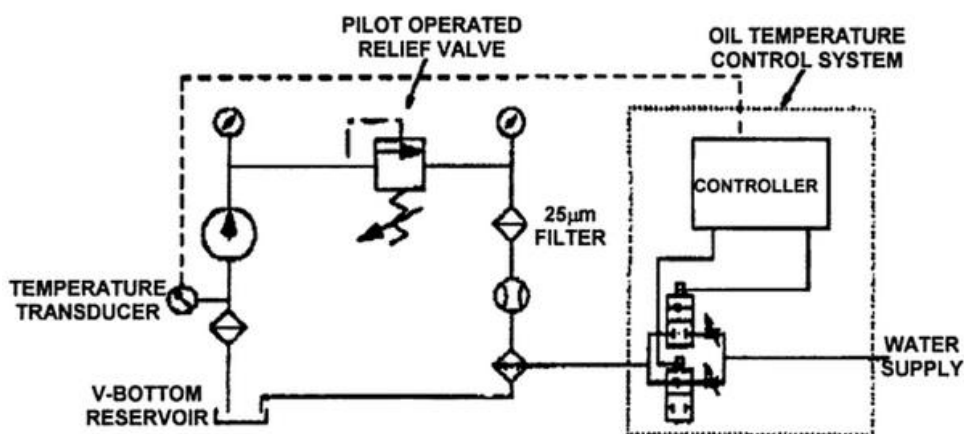 PILOT OPERATED
RELIEF VALVE
OIL TEMPERATURE
CONTROL SYSTEM
CONTROLLER
25μm
FILTER
TEMPERATURE
TRANSDUCER
WATER
SUPPLY
V-BOTTOM
RESERVOIR